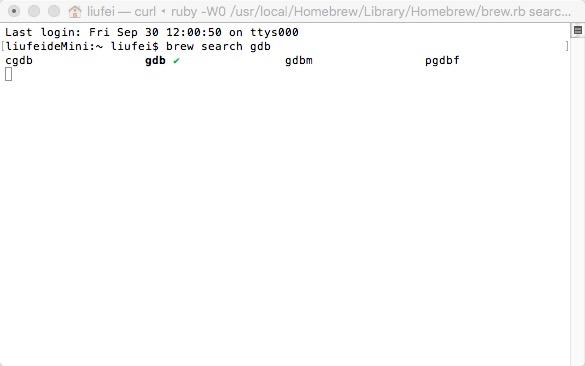 liufei — curl ◂ ruby -W0 /usr/local/Homebrew/Library/Homebrew/brew.rb searc...
Last login: Fri Sep 30 12:00:50 on ttys000
[liufeideMini:~ liufei$ brew search gdb ]
cgdb gdb ✔ gdbm pgdbf